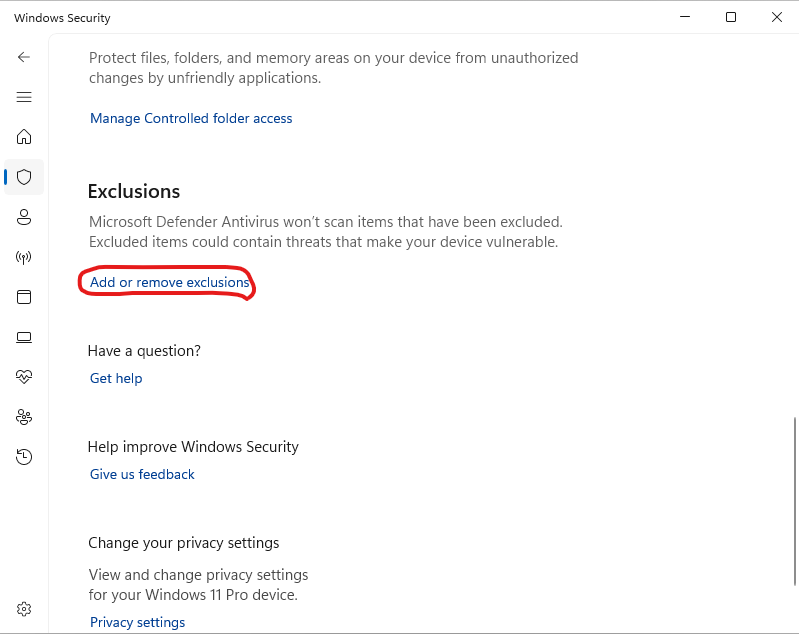 Windows Security
Protect files, folders, and memory areas on your device from unauthorized
changes by unfriendly applications.
Manage Controlled folder access
Exclusions
Microsoft Defender Antivirus won’t scan items that have been excluded.
Excluded items could contain threats that make your device vulnerable.
Add or remove exclusions
Have a question?
Get help
Help improve Windows Security
Give us feedback
Change your privacy settings
View and change privacy settings
for your Windows 11 Pro device.
Privacy settings